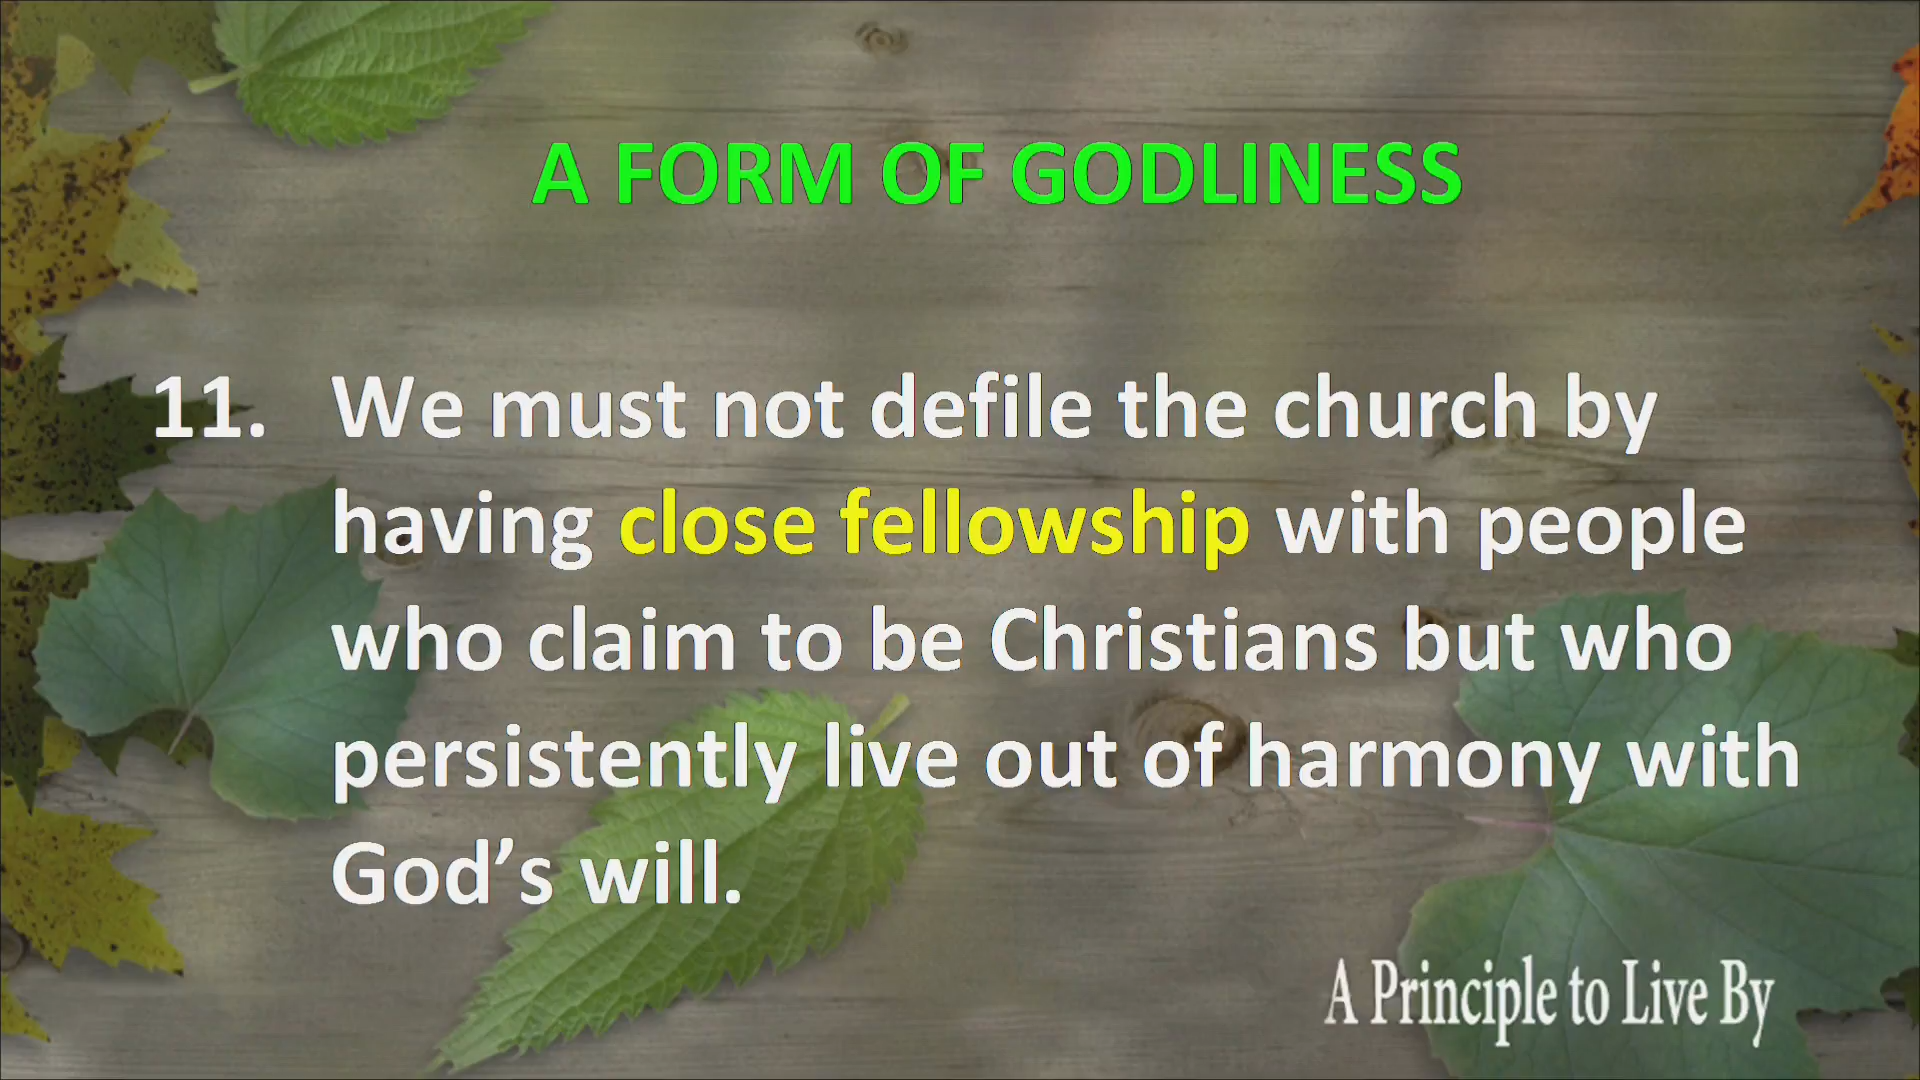 A FORM OF GODLINESS
11. We must not defile the church by
having close fellowship with people
who claim to be Christians but who
persistently live out of harmony with
God’s will.
A Principle to Live By